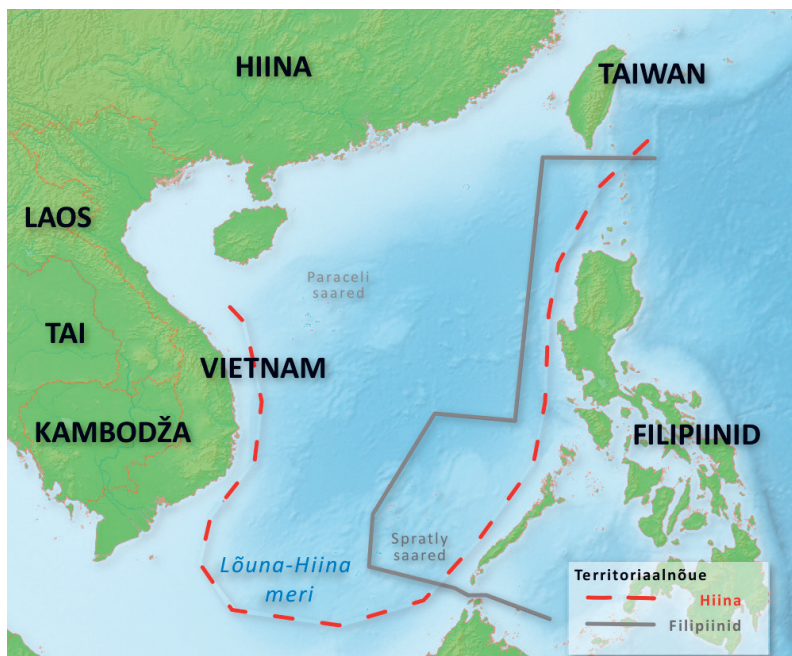 HIINA
TAIWAN
LAOS
Paraceli
saared
TAI
VIETNAM
KAMBODŽA
FILIPIINID
Spratly
saared
Lõuna-Hiina
meri
Territoriaalnõue
Hiina
Filipiinid